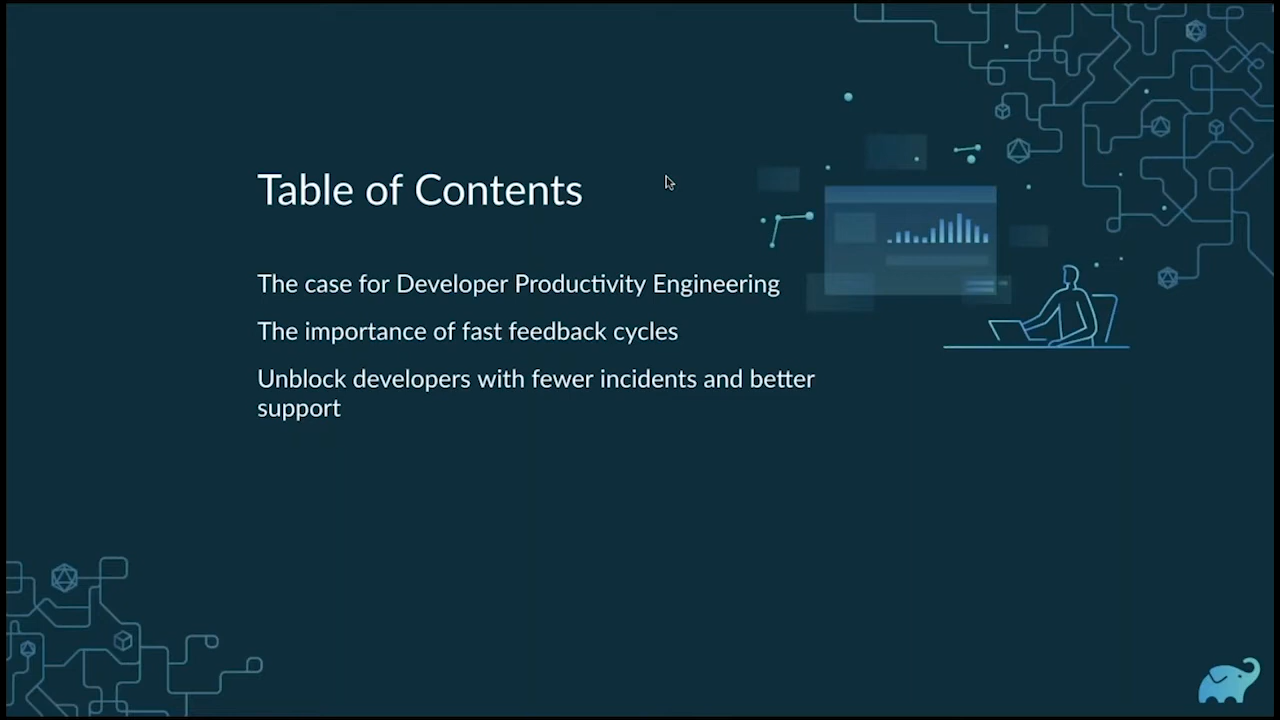 Table of Contents
The case for Developer Productivity Engineering
The importance of fast feedback cycles
Unblock developers with fewer incidents and better
support